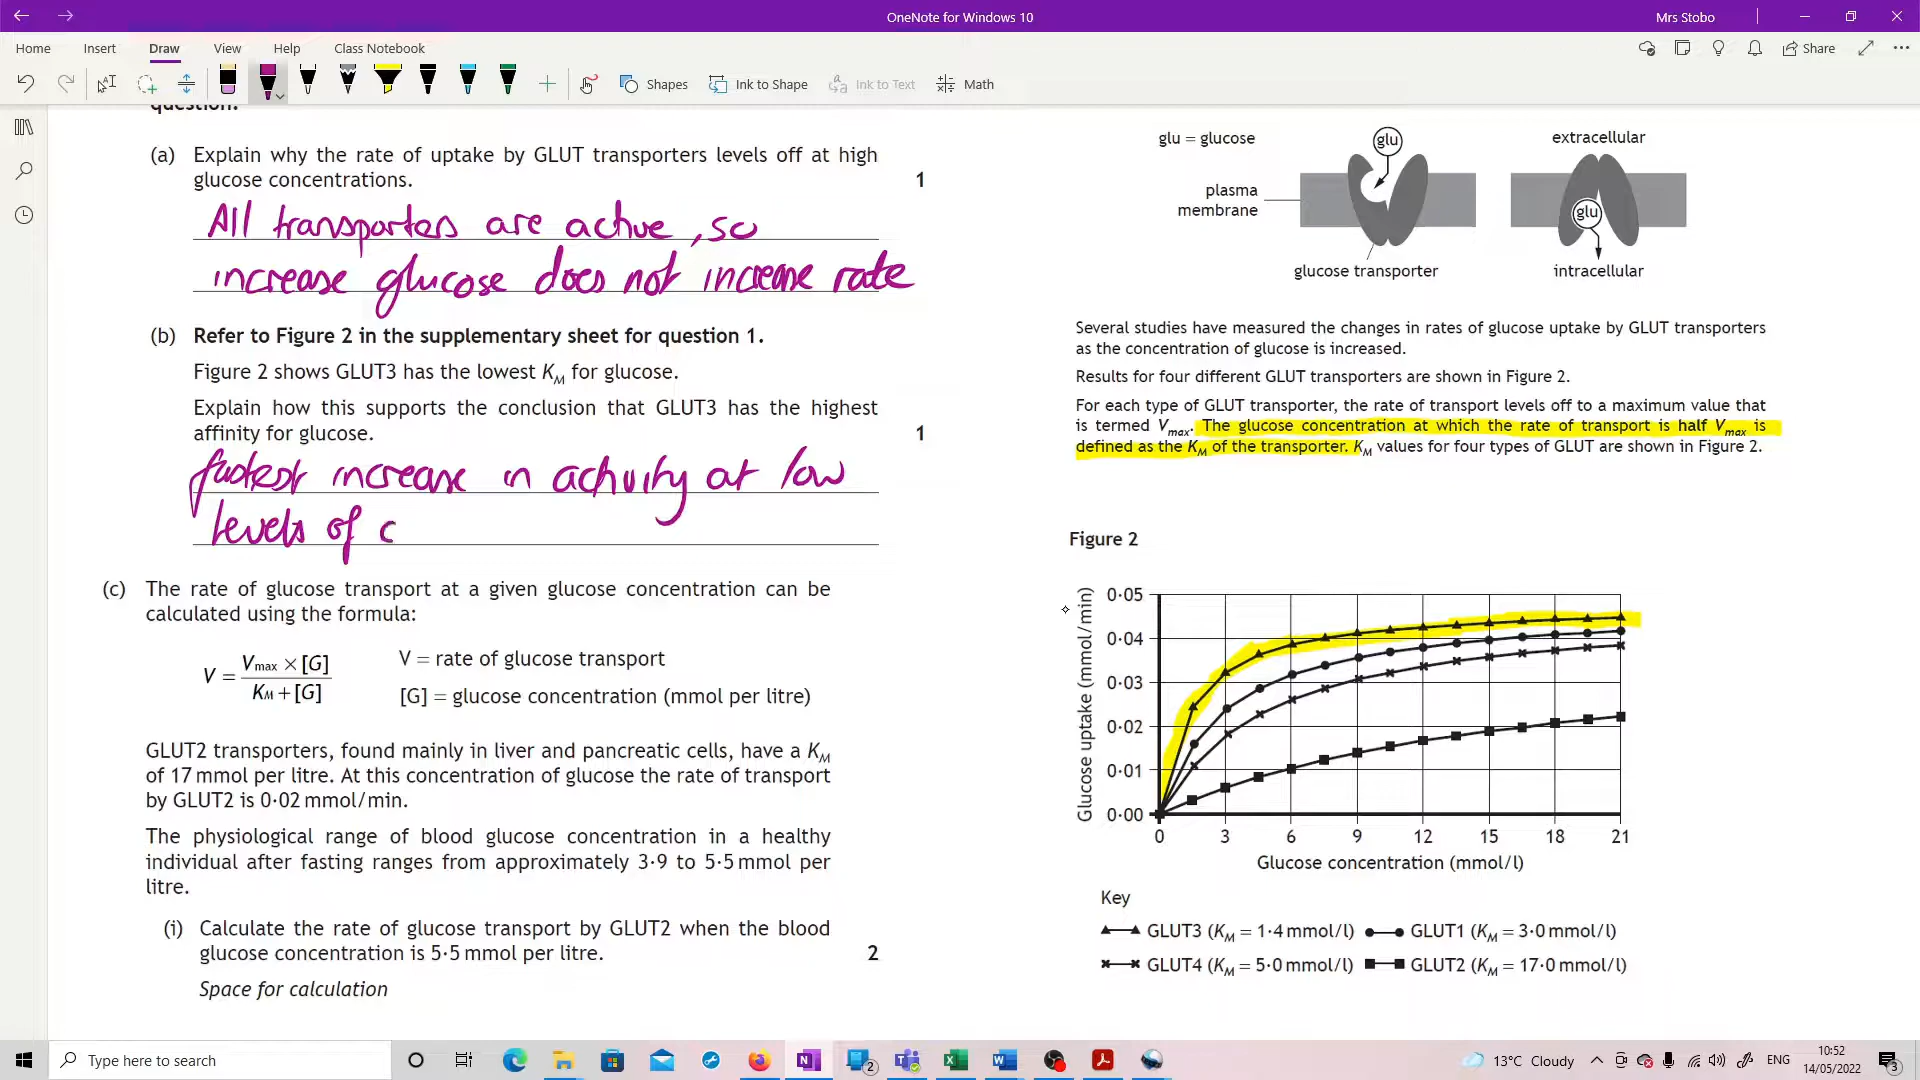 OneNote for Windows 10
Mrs Stobo
Home Insert Draw View Help Class Notebook
Share
Shapes Ink to Shape Ink to Text Math
question.
(a) Explain why the rate of uptake by GLUT transporters levels off at high
glucose concentrations. 1
All transporters are active, so
increase glucose does not increase rate
(b) Refer to Figure 2 in the supplementary sheet for question 1.
Figure 2 shows GLUT3 has the lowest KM for glucose.
Explain how this supports the conclusion that GLUT3 has the highest
affinity for glucose. 1
fastest increase in activity at low
levels of c
(c) The rate of glucose transport at a given glucose concentration can be
calculated using the formula:
V = Vmax × [G] / KM + [G]
V = rate of glucose transport
[G] = glucose concentration (mmol per litre)
GLUT2 transporters, found mainly in liver and pancreatic cells, have a KM
of 17 mmol per litre. At this concentration of glucose the rate of transport
by GLUT2 is 0·02 mmol/min.
The physiological range of blood glucose concentration in a healthy
individual after fasting ranges from approximately 3·9 to 5·5 mmol per
litre.
(i) Calculate the rate of glucose transport by GLUT2 when the blood
glucose concentration is 5·5 mmol per litre. 2
Space for calculation
glu = glucose
glu
extracellular
plasma
membrane
glu
glucose transporter
intracellular
Several studies have measured the changes in rates of glucose uptake by GLUT transporters
as the concentration of glucose is increased.
Results for four different GLUT transporters are shown in Figure 2.
For each type of GLUT transporter, the rate of transport levels off to a maximum value that
is termed Vmax. The glucose concentration at which the rate of transport is half Vmax is
defined as the KM of the transporter. KM values for four types of GLUT are shown in Figure 2.
Figure 2
Glucose uptake (mmol/min)
0·05
0·04
0·03
0·02
0·01
0·00
0 3 6 9 12 15 18 21
Glucose concentration (mmol/l)
Key
GLUT3 (KM = 1·4 mmol/l) GLUT1 (KM = 3·0 mmol/l)
GLUT4 (KM = 5·0 mmol/l) GLUT2 (KM = 17·0 mmol/l)
Type here to search
2
13°C Cloudy
ENG
10:52
14/05/2022
3